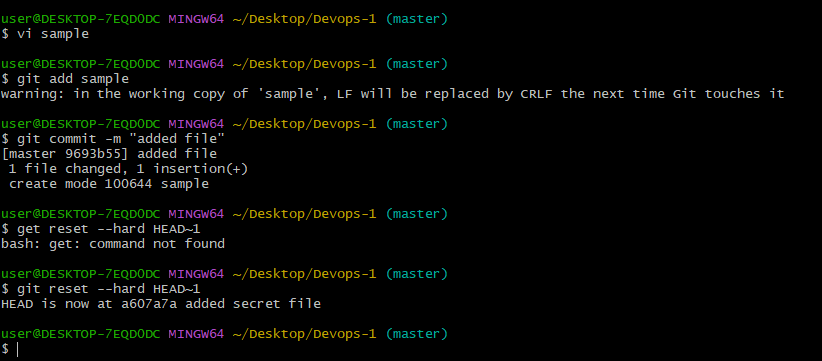 user@DESKTOP-7EQD0DC MINGW64 ~/Desktop/Devops-1 (master)
$ vi sample
user@DESKTOP-7EQD0DC MINGW64 ~/Desktop/Devops-1 (master)
$ git add sample
warning: in the working copy of 'sample', LF will be replaced by CRLF the next time Git touches it
user@DESKTOP-7EQD0DC MINGW64 ~/Desktop/Devops-1 (master)
$ git commit -m "added file"
[master 9693b55] added file
 1 file changed, 1 insertion(+)
 create mode 100644 sample
user@DESKTOP-7EQD0DC MINGW64 ~/Desktop/Devops-1 (master)
$ get reset --hard HEAD~1
bash: get: command not found
user@DESKTOP-7EQD0DC MINGW64 ~/Desktop/Devops-1 (master)
$ git reset --hard HEAD~1
HEAD is now at a607a7a added secret file
user@DESKTOP-7EQD0DC MINGW64 ~/Desktop/Devops-1 (master)
$